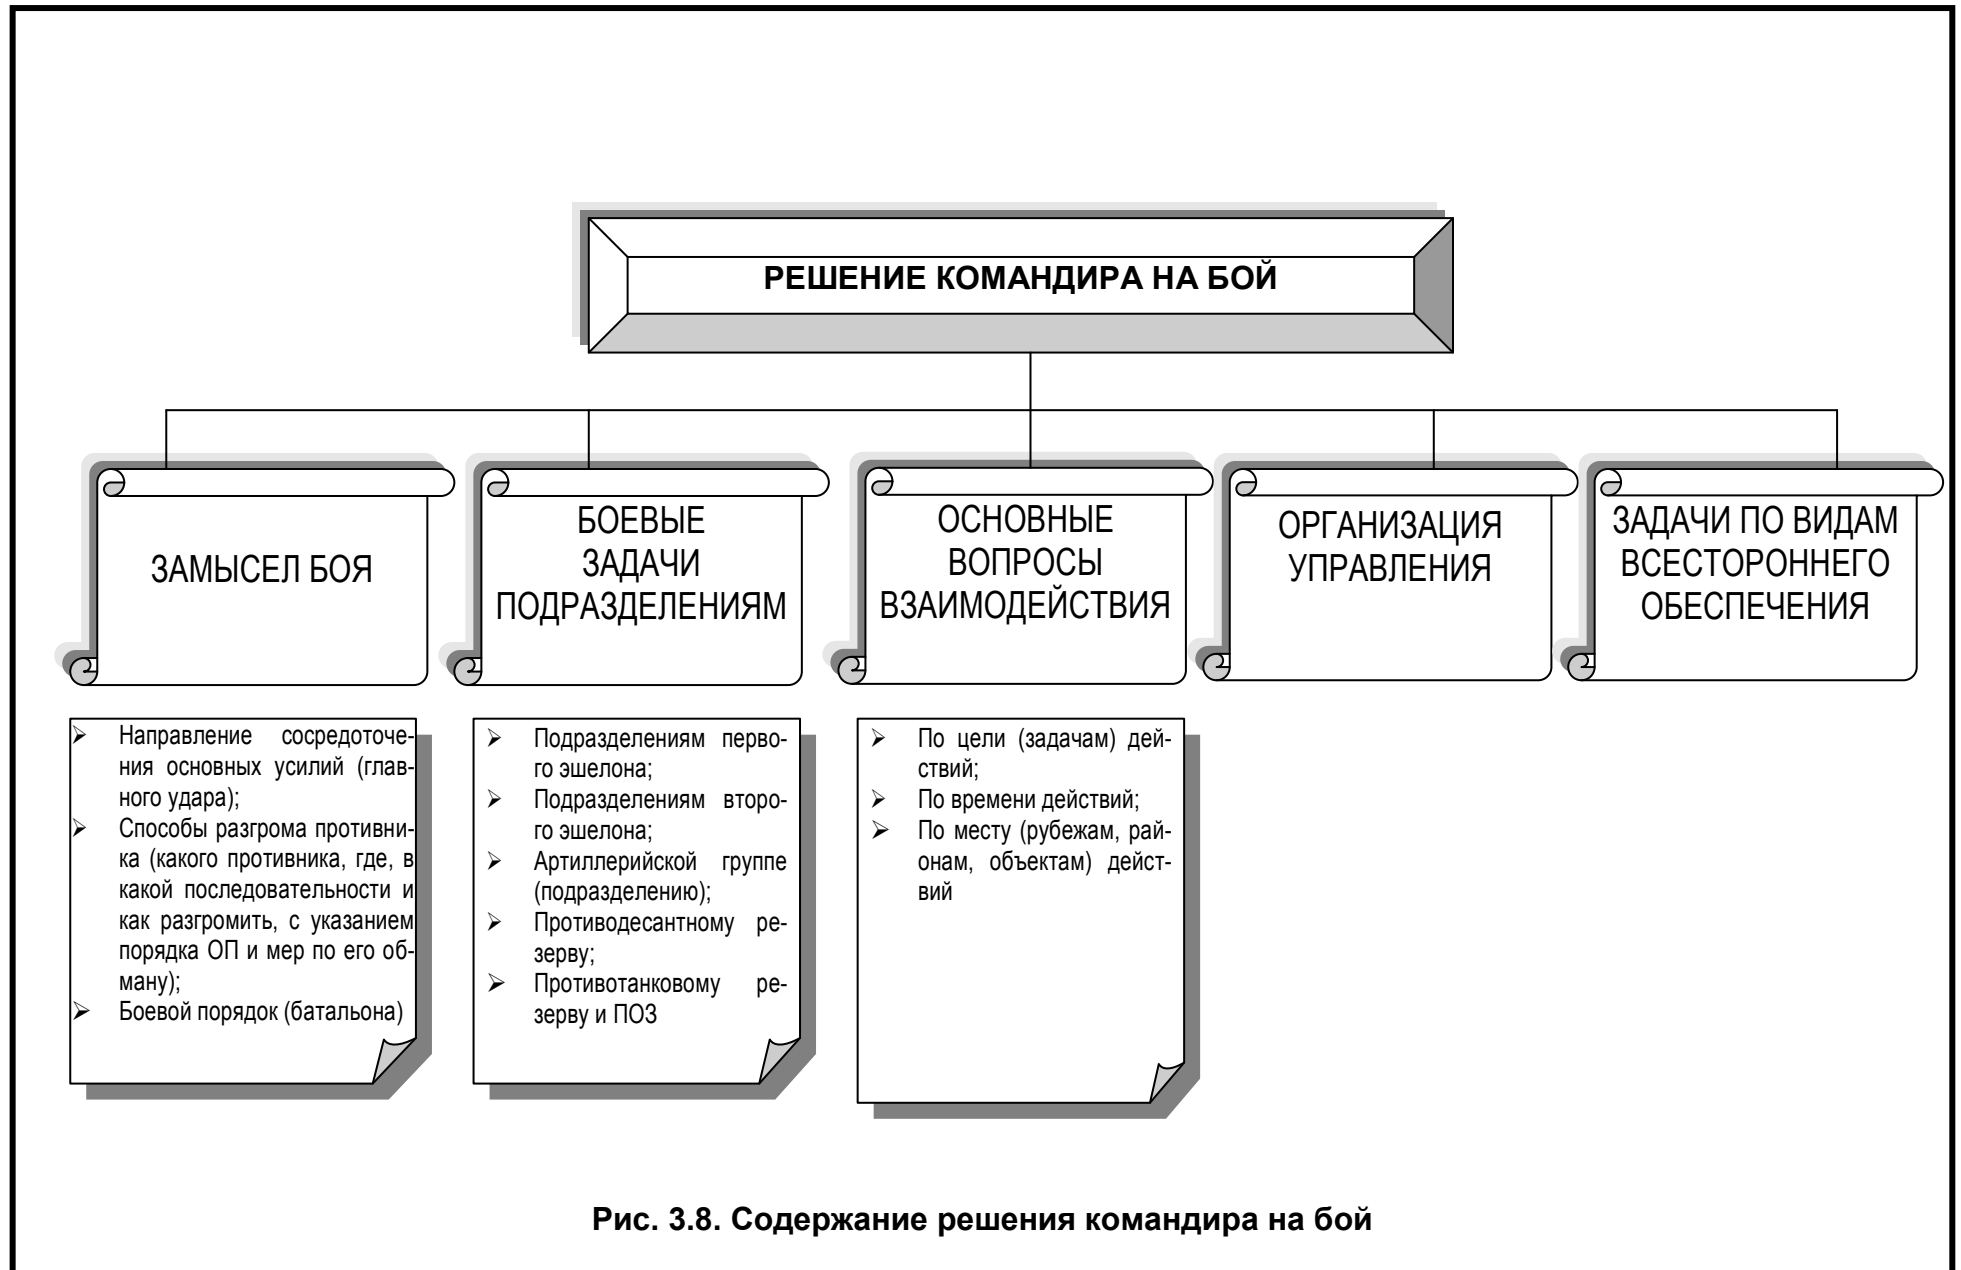 РЕШЕНИЕ КОМАНДИРА НА БОЙ
ЗАМЫСЕЛ БОЯ
БОЕВЫЕ
ЗАДАЧИ
ПОДРАЗДЕЛЕНИЯМ
ОСНОВНЫЕ
ВОПРОСЫ
ВЗАИМОДЕЙСТВИЯ
ОРГАНИЗАЦИЯ
УПРАВЛЕНИЯ
ЗАДАЧИ ПО ВИДАМ
ВСЕСТОРОННЕГО
ОБЕСПЕЧЕНИЯ
Направление сосредоточе-
ния основных усилий (глав-
ного удара);
Способы разгрома противни-
ка (какого противника, где, в
какой последовательности и
как разгромить, с указанием
порядка ОП и мер по его об-
ману);
Боевой порядок (батальона)
Подразделениям перво-
го эшелона;
Подразделениям второ-
го эшелона;
Артиллерийской группе
(подразделению);
Противодесантному ре-
зерву;
Противотанковому ре-
зерву и ПОЗ
По цели (задачам) дей-
ствий;
По времени действий;
По месту (рубежам, рай-
онам, объектам) дейст-
вий
Рис. 3.8. Содержание решения командира на бой